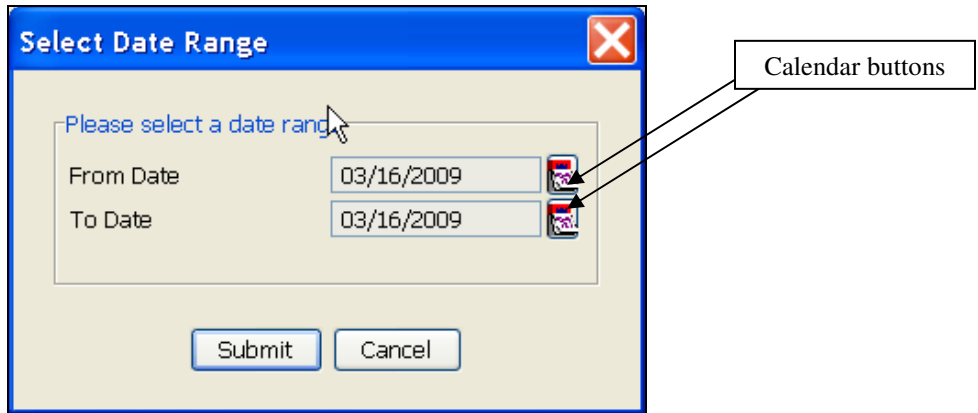 Select Date Range
Calendar buttons
Please select a date rang
From Date 03/16/2009
To Date 03/16/2009
Submit Cancel